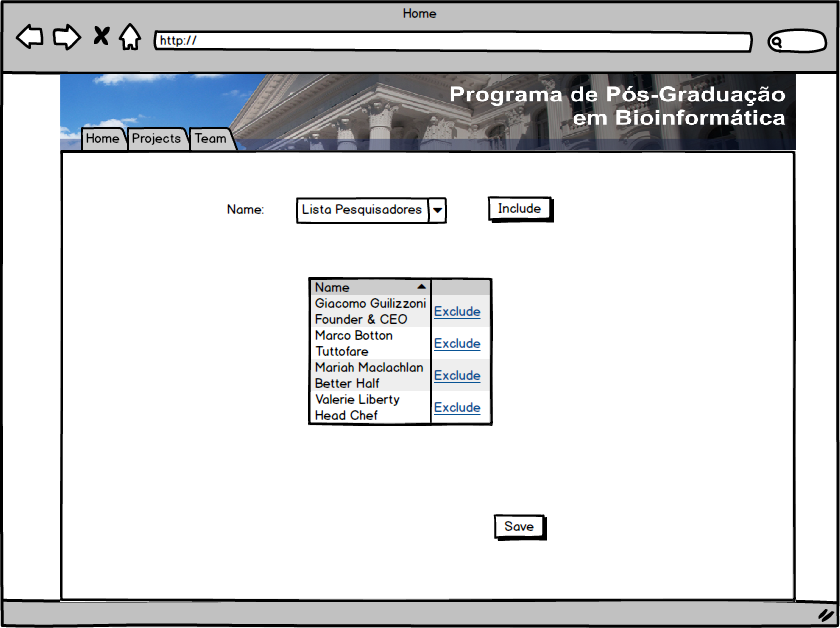 Home
http://
Programa de Pós-Graduação
em Bioinformática
Home Projects Team
Name: Lista Pesquisadores Include
Name
Giacomo Guilizzoni
Founder & CEO
Exclude
Marco Botton
Tuttofare
Exclude
Mariah Maclachlan
Better Half
Exclude
Valerie Liberty
Head Chef
Exclude
Save